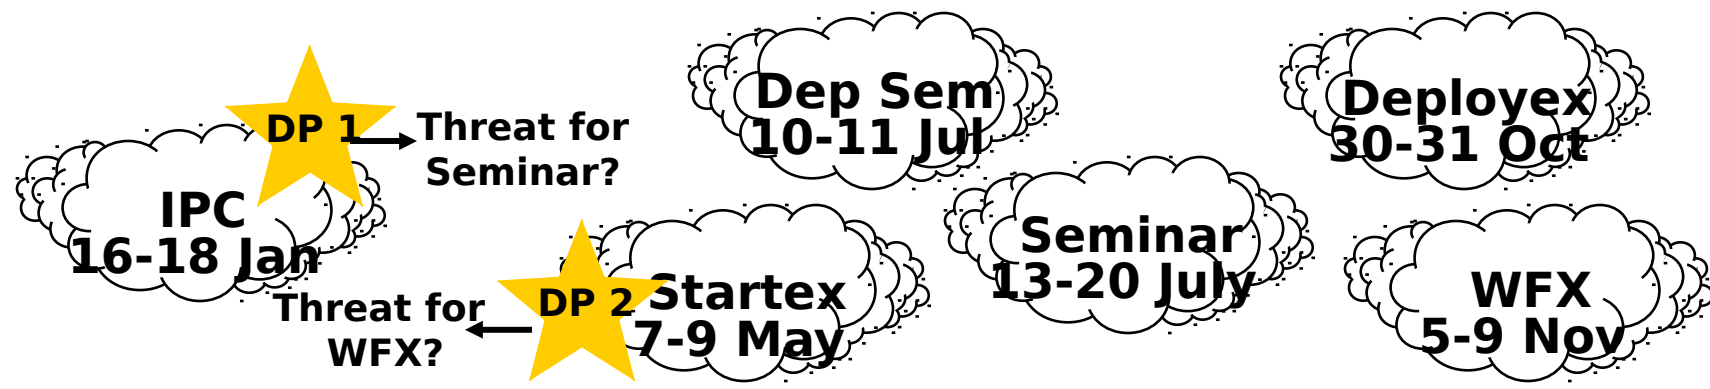 DP 1
Threat for
Seminar?
IPC
16-18 Jan
Threat for
WFX?
DP 2
Startex
7-9 May
Dep Sem
10-11 Jul
Seminar
13-20 July
Deployex
30-31 Oct
WFX
5-9 Nov